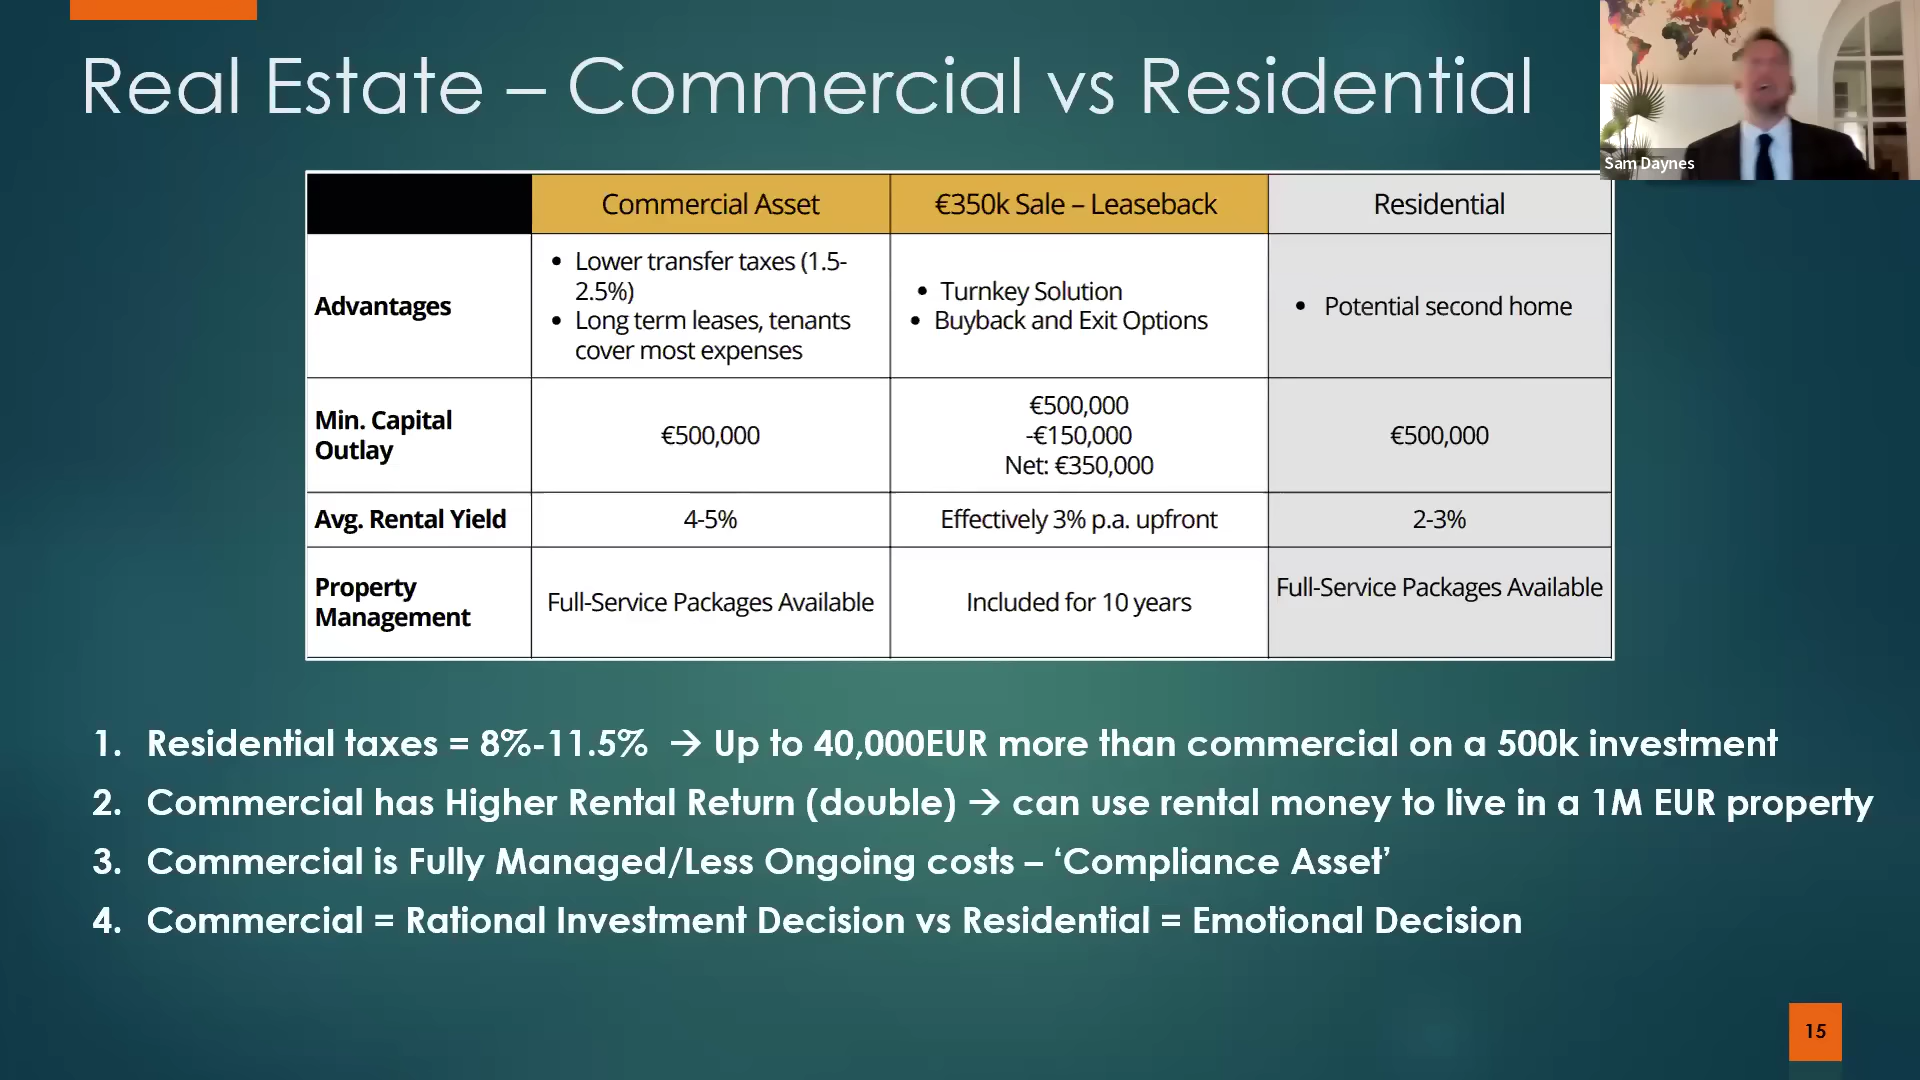 Real Estate – Commercial vs Residential
Sam Daynes
Commercial Asset
€350k Sale – Leaseback
Residential
Advantages
• Lower transfer taxes (1.5-
2.5%)
• Long term leases, tenants
cover most expenses
• Turnkey Solution
• Buyback and Exit Options
• Potential second home
Min. Capital
Outlay
€500,000
€500,000
-€150,000
Net: €350,000
€500,000
Avg. Rental Yield
4-5%
Effectively 3% p.a. upfront
2-3%
Property
Management
Full-Service Packages Available
Included for 10 years
Full-Service Packages Available
1. Residential taxes = 8%-11.5% → Up to 40,000EUR more than commercial on a 500k investment
2. Commercial has Higher Rental Return (double) → can use rental money to live in a 1M EUR property
3. Commercial is Fully Managed/Less Ongoing costs – ‘Compliance Asset’
4. Commercial = Rational Investment Decision vs Residential = Emotional Decision
15